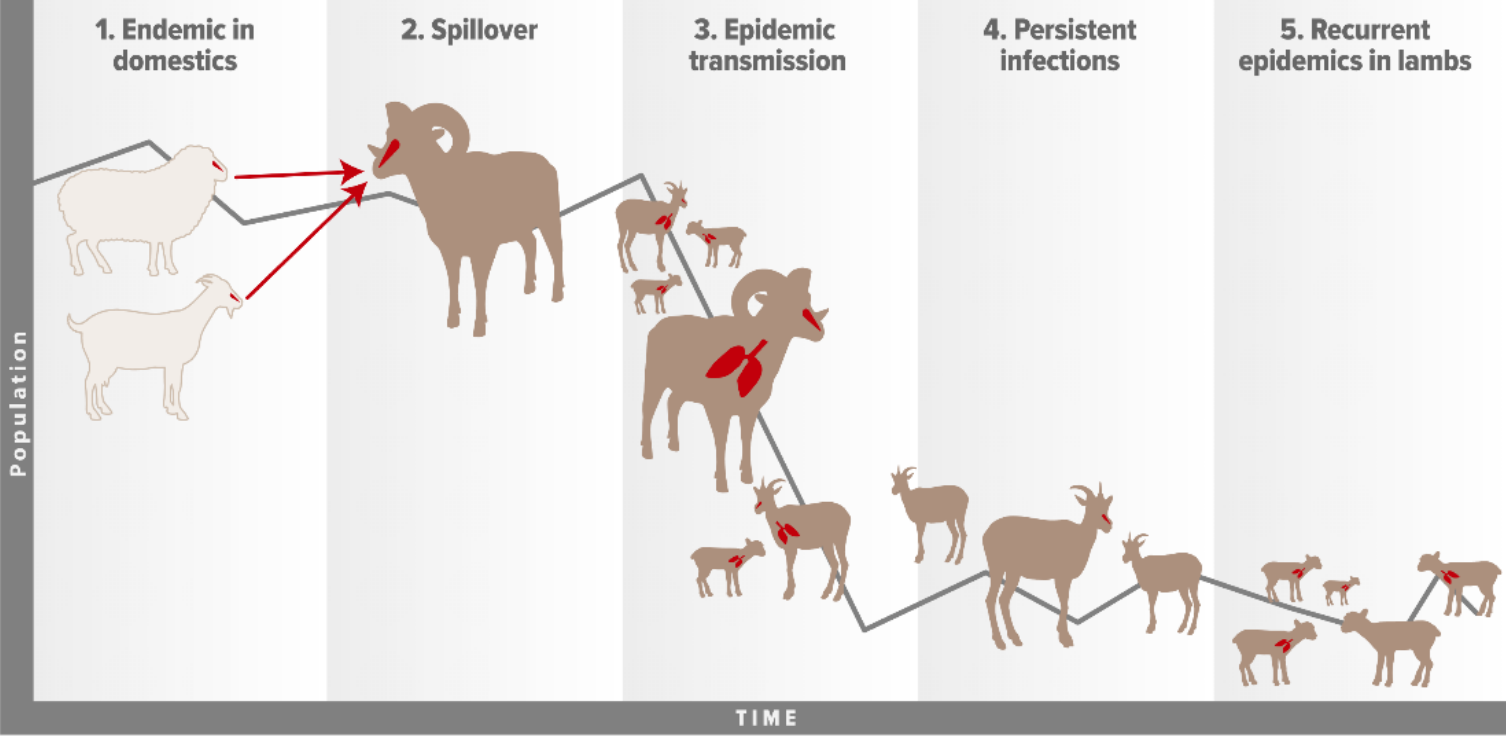 1. Endemic in
domestics
2. Spillover
3. Epidemic
transmission
4. Persistent
infections
5. Recurrent
epidemics in lambs
Population
TIME